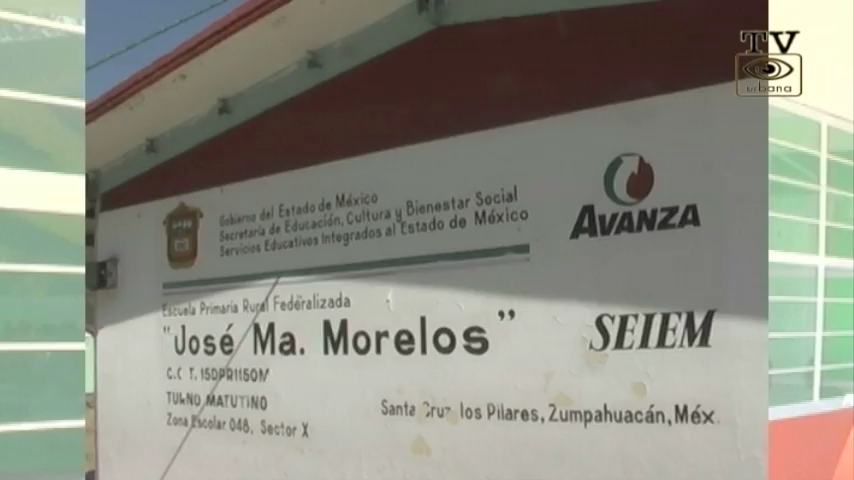 TV
urbana
Gobierno del Estado de México
Secretaría de Educación, Cultura y Bienestar Social
Servicios Educativos Integrados al Estado de México
AVANZA
Escuela Primaria Rural Federalizada
"José Ma. Morelos"
SEIEM
C.C.T. 15DPR1150M
TURNO MATUTINO
Zona Escolar 048, Sector X
Santa Cruz los Pilares, Zumpahuacán, Méx.